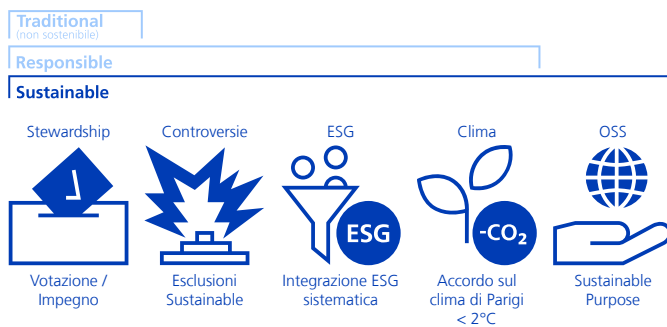 Traditional
(non sostenibile)
Responsible
Sustainable
Stewardship
Controversie
ESG
Clima
OSS
ESG
-CO₂
Votazione /
Impegno
Esclusioni
Sustainable
Integrazione ESG
sistematica
Accordo sul
clima di Parigi
< 2°C
Sustainable
Purpose